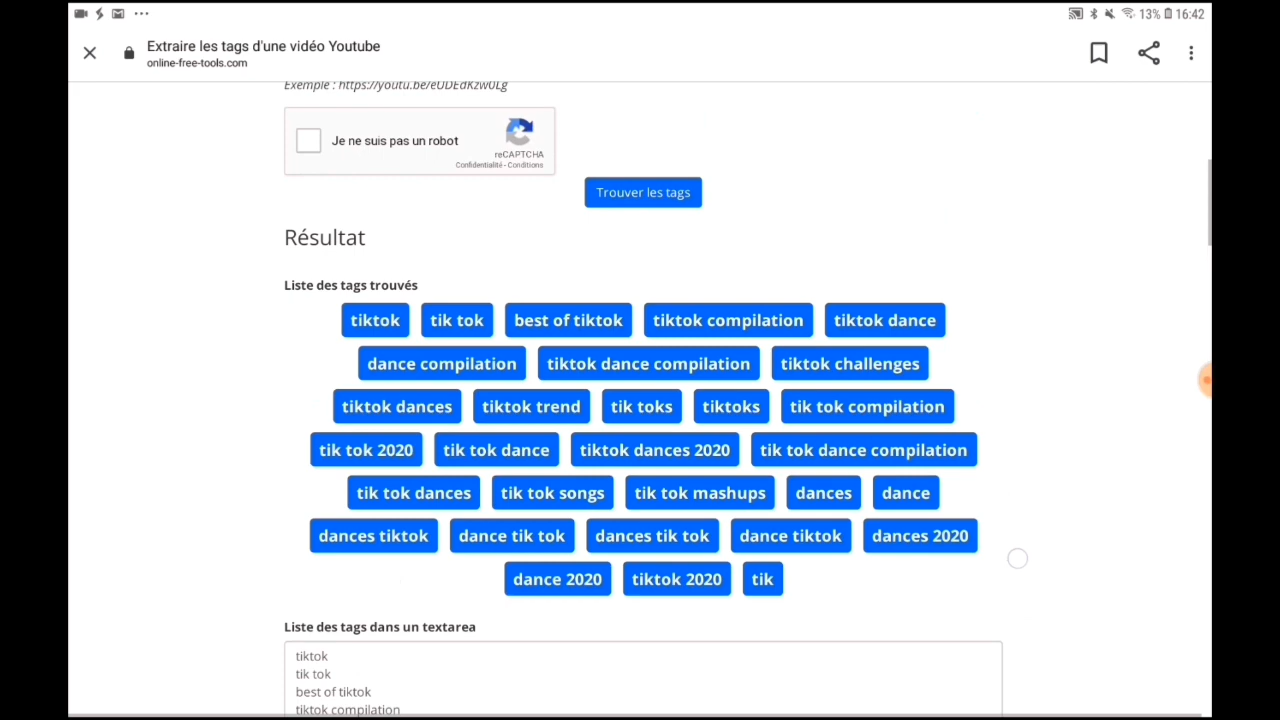 13% 16:42
Extraire les tags d'une vidéo Youtube
online-free-tools.com
Exemple : https://youtu.be/eUDEdKzw0Lg
Je ne suis pas un robot
reCAPTCHA
Confidentialité - Conditions
Trouver les tags
Résultat
Liste des tags trouvés
tiktok tik tok best of tiktok tiktok compilation tiktok dance
dance compilation tiktok dance compilation tiktok challenges
tiktok dances tiktok trend tik toks tiktoks tik tok compilation
tik tok 2020 tik tok dance tiktok dances 2020 tik tok dance compilation
tik tok dances tik tok songs tik tok mashups dances dance
dances tiktok dance tik tok dances tik tok dance tiktok dances 2020
dance 2020 tiktok 2020 tik
Liste des tags dans un textarea
tiktok
tik tok
best of tiktok
tiktok compilation